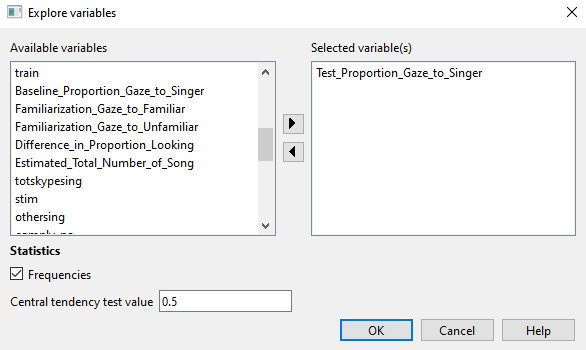 Explore variables
Available variables
Selected variable(s)
train
Baseline_Proportion_Gaze_to_Singer
Familiarization_Gaze_to_Familiar
Familiarization_Gaze_to_Unfamiliar
Difference_in_Proportion_Looking
Estimated_Total_Number_of_Song
totskypesing
stim
othersing
Test_Proportion_Gaze_to_Singer
Statistics
Frequencies
Central tendency test value 0.5
OK Cancel Help